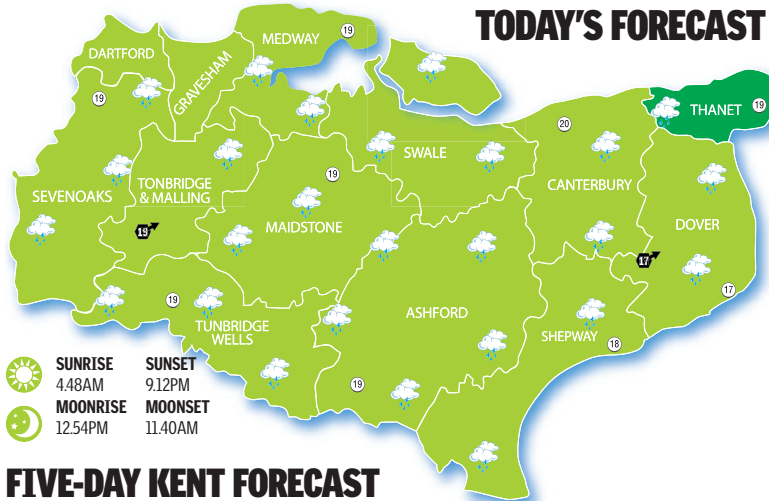 TODAY'S FORECAST
MEDWAY
19
DARTFORD
GRAVESHAM
19
THANET
19
20
SWALE
SEVENOAKS
TONBRIDGE
& MALLING
19
CANTERBURY
MAIDSTONE
DOVER
19
17
17
19
TUNBRIDGE
WELLS
ASHFORD
SHEPWAY
18
19
SUNRISE SUNSET
4.48AM 9.12PM
MOONRISE MOONSET
12.54PM 11.40AM
FIVE-DAY KENT FORECAST